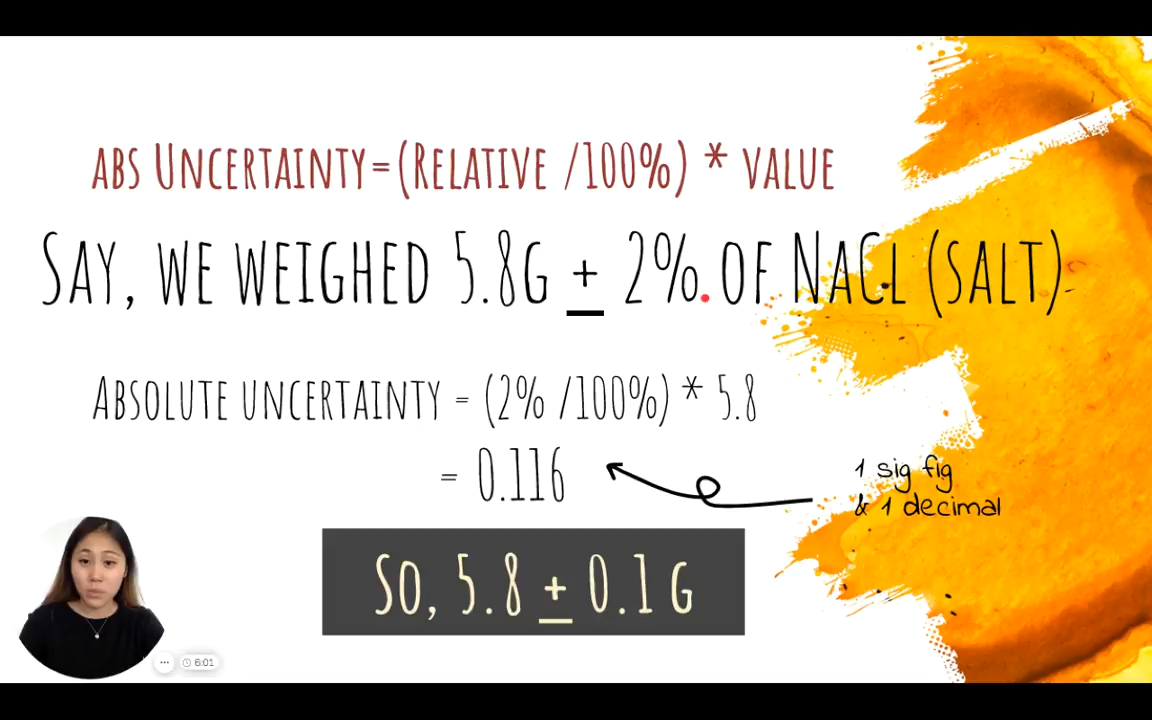 ABS UNCERTAINTY=(RELATIVE /100%) * VALUE
SAY, WE WEIGHED 5.8G ± 2% OF NACL (SALT)
ABSOLUTE UNCERTAINTY = (2% /100%) * 5.8
= 0.116
1 sig fig
& 1 decimal
SO, 5.8 ± 0.1 G
6:01